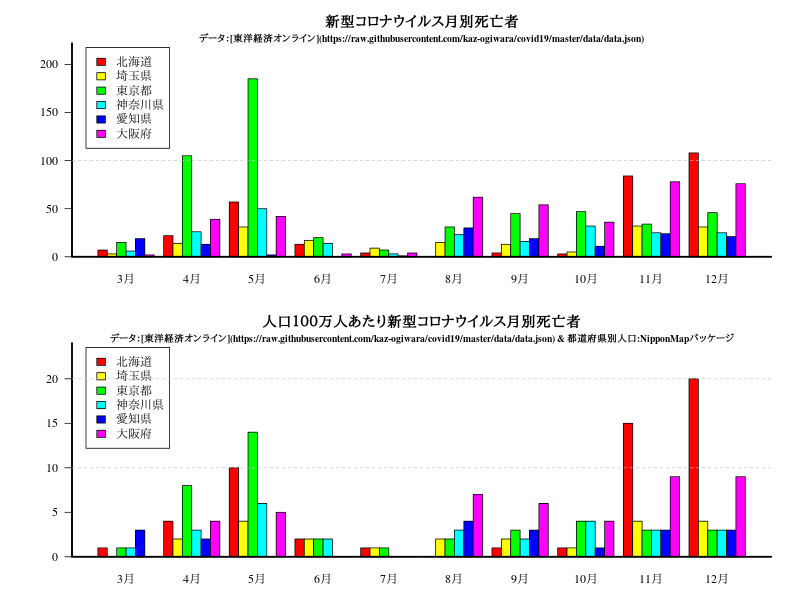 新型コロナウイルス月別死亡者
データ:[東洋経済オンライン](https://raw.githubusercontent.com/kaz-ogiwara/covid19/master/data/data.json)
200
150
100
50
0
北海道
埼玉県
東京都
神奈川県
愛知県
大阪府
3月 4月 5月 6月 7月 8月 9月 10月 11月 12月
人口100万人あたり新型コロナウイルス月別死亡者
データ:[東洋経済オンライン](https://raw.githubusercontent.com/kaz-ogiwara/covid19/master/data/data.json) & 都道府県別人口:NipponMapパッケージ
20
15
10
5
0
北海道
埼玉県
東京都
神奈川県
愛知県
大阪府
3月 4月 5月 6月 7月 8月 9月 10月 11月 12月